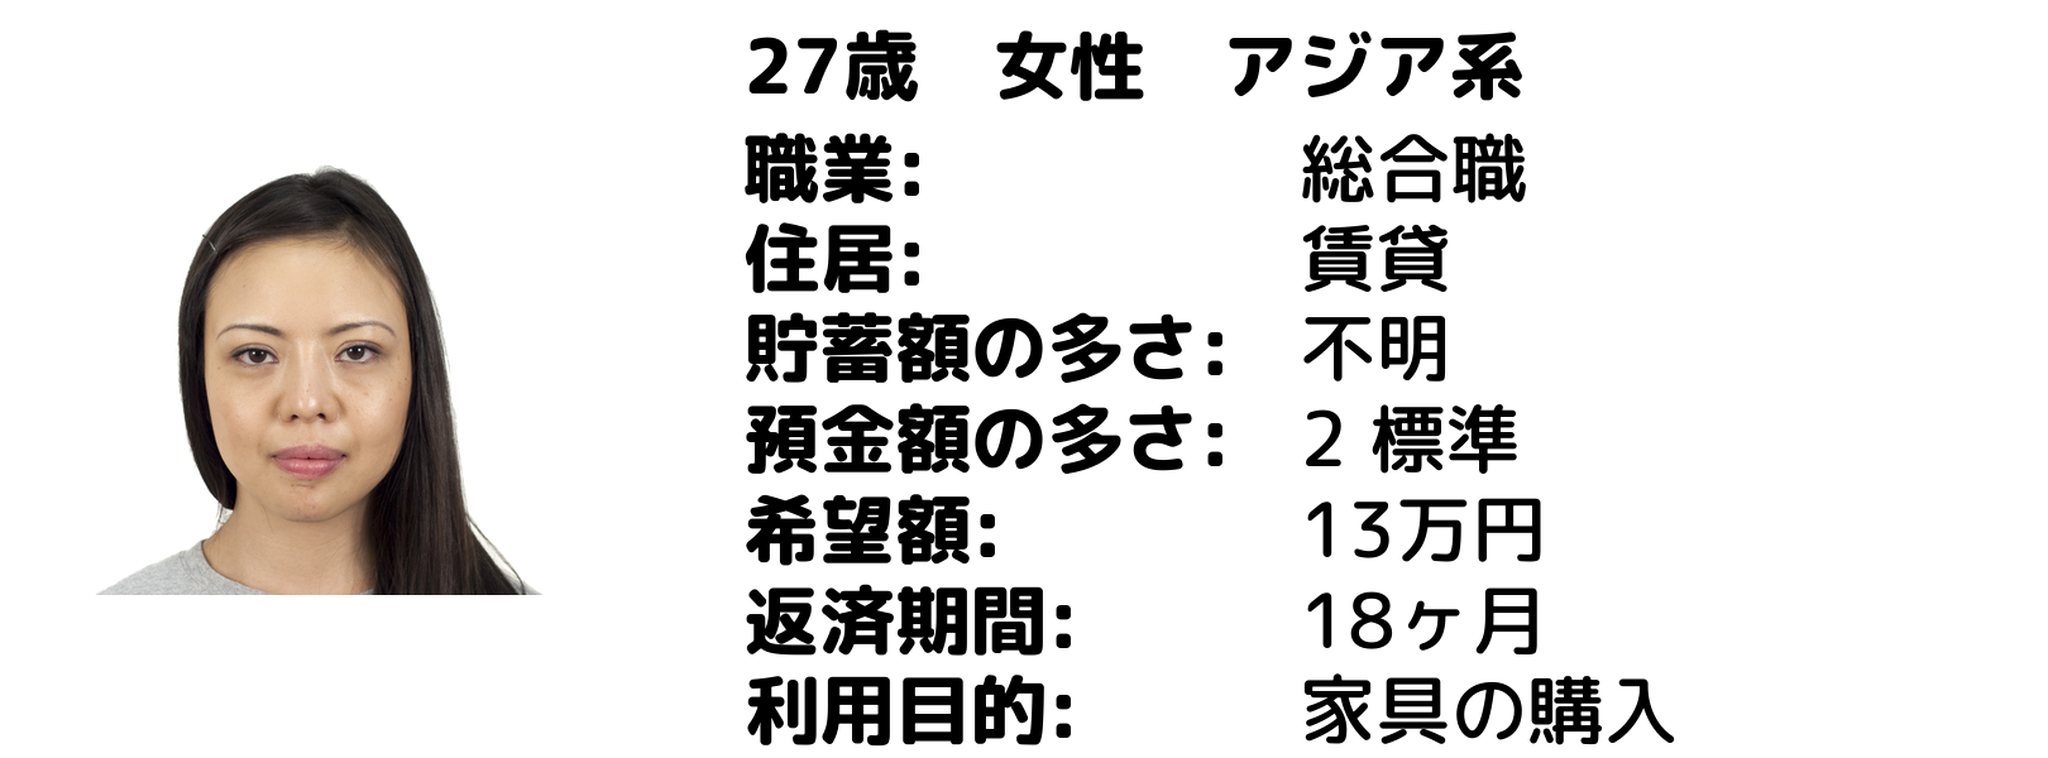 27歳　女性　アジア系
職業:　総合職
住居:　賃貸
貯蓄額の多さ:　不明
預金額の多さ:　2 標準
希望額:　13万円
返済期間:　18ヶ月
利用目的:　家具の購入